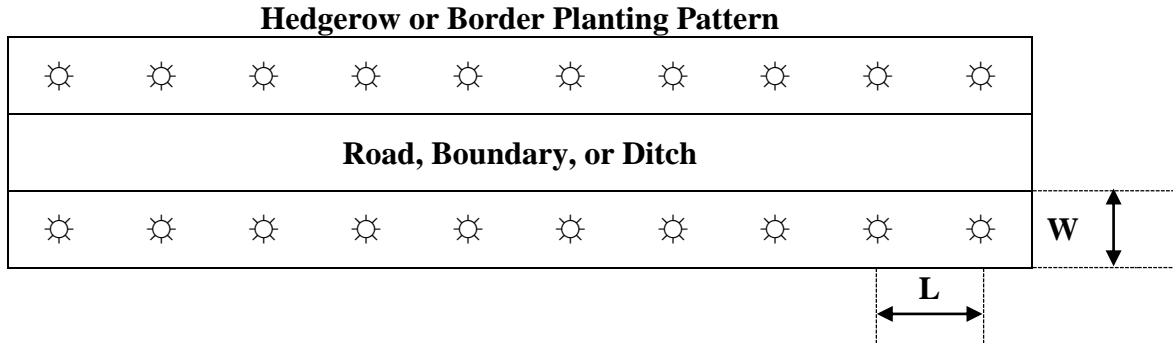 Hedgerow or Border Planting Pattern
Road, Boundary, or Ditch
W
L